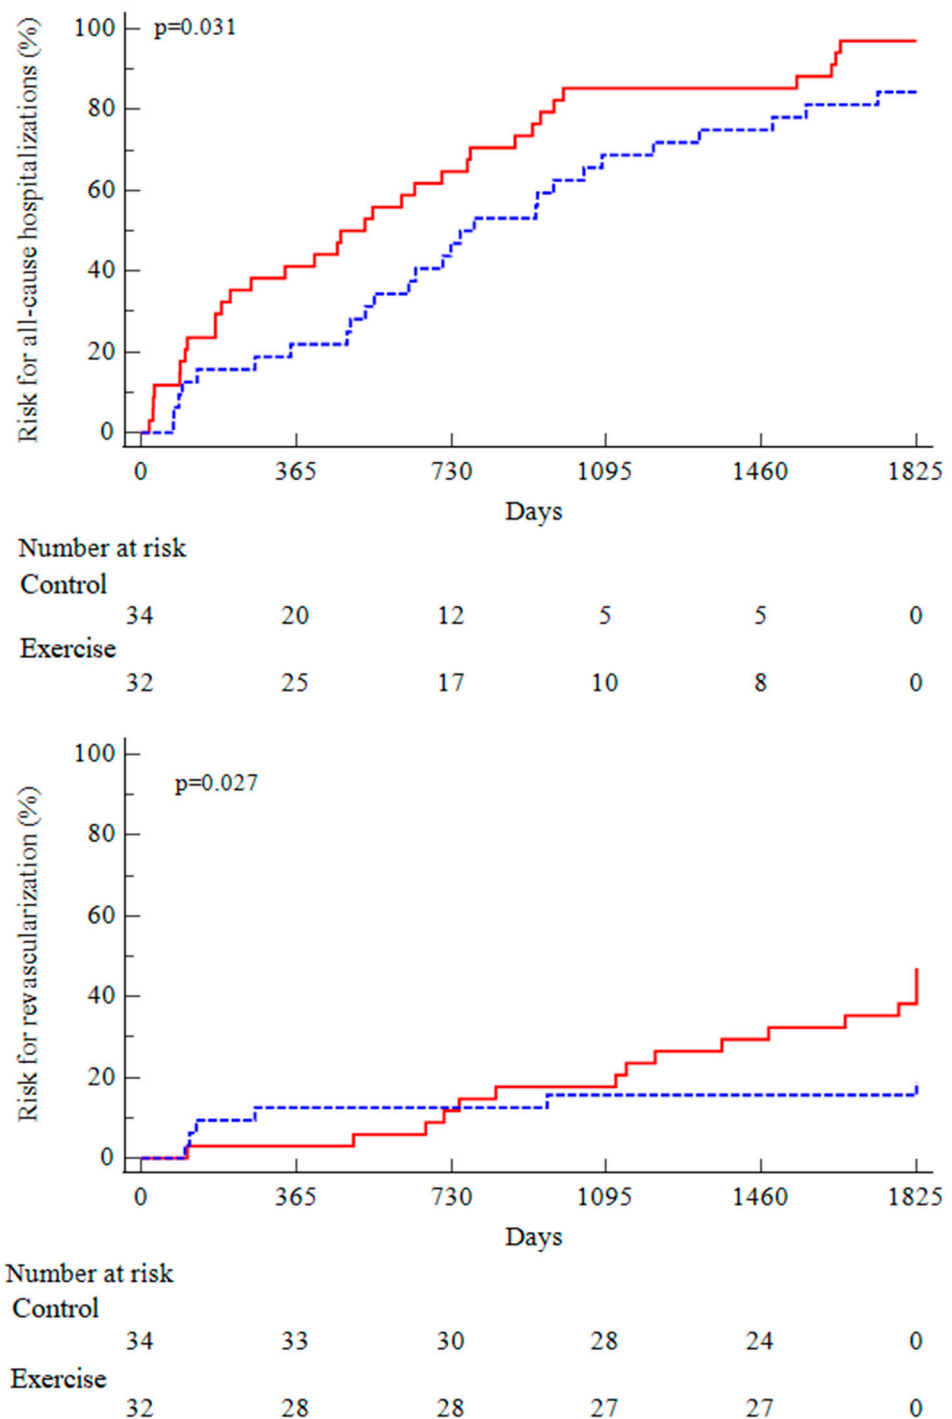 p=0.031
Risk for all-cause hospitalizations (%)
100
80
60
40
20
0
0 365 730 1095 1460 1825
Days
Number at risk
Control
34 20 12 5 5 0
Exercise
32 25 17 10 8 0
p=0.027
Risk for revascularization (%)
100
80
60
40
20
0
0 365 730 1095 1460 1825
Days
Number at risk
Control
34 33 30 28 24 0
Exercise
32 28 28 27 27 0